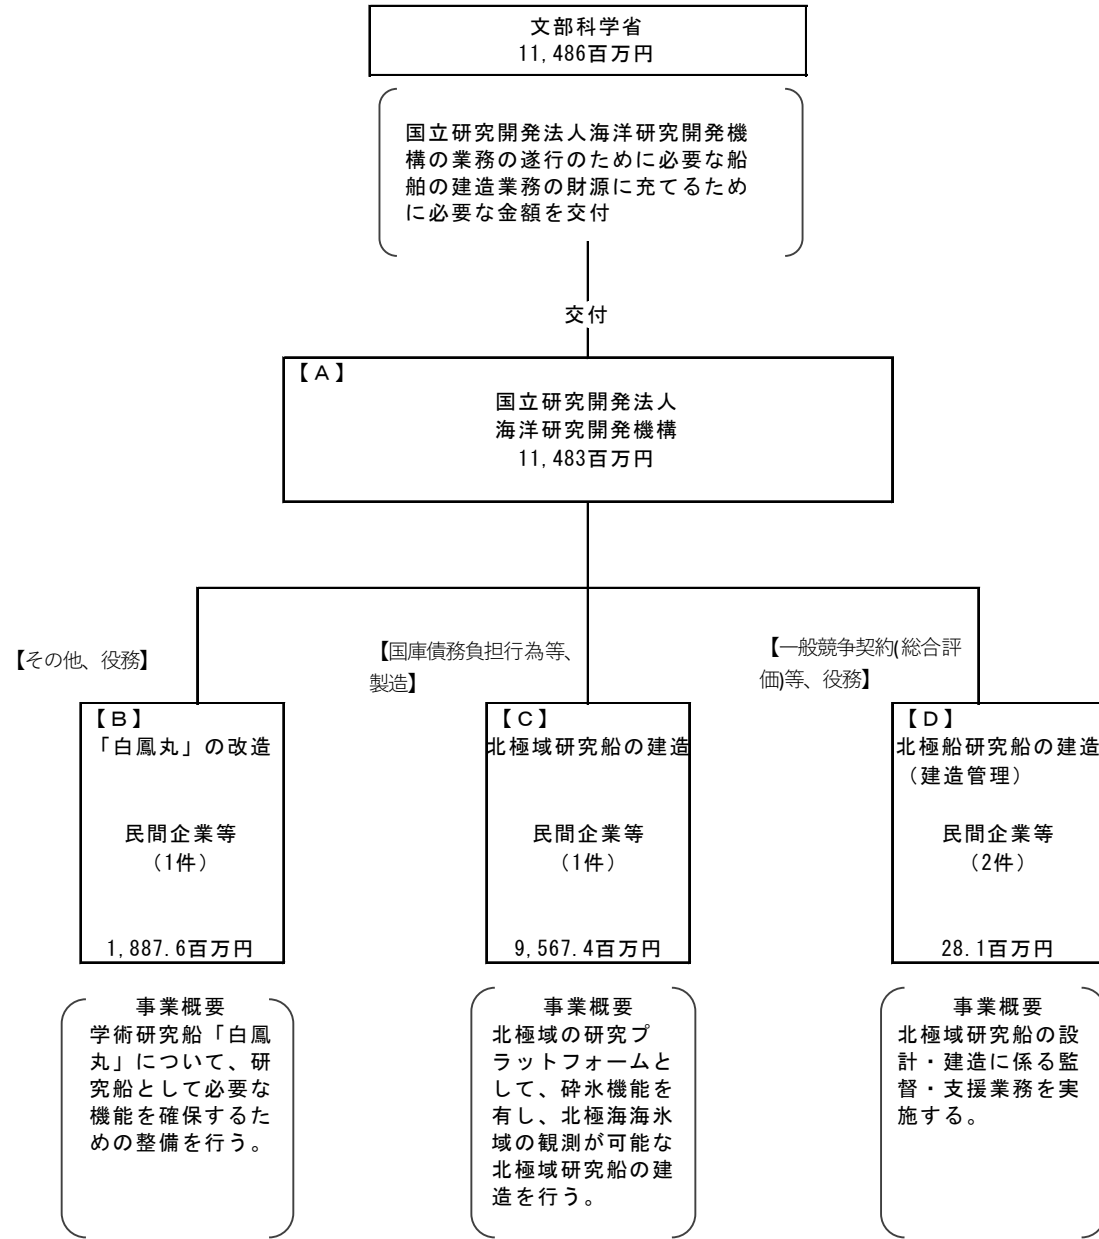 文部科学省
11,486百万円
国立研究開発法人海洋研究開発機
構の業務の遂行のために必要な船
舶の建造業務の財源に充てるため
に必要な金額を交付
交付
【A】
国立研究開発法人
海洋研究開発機構
11,483百万円
【その他、役務】
【B】
「白鳳丸」の改造
民間企業等
（1件）
1,887.6百万円
事業概要
学術研究船「白鳳
丸」について、研
究船として必要な
機能を確保するた
めの整備を行う。
【国庫債務負担行為等、
製造】
【C】
北極域研究船の建造
民間企業等
（1件）
9,567.4百万円
事業概要
北極域の研究プ
ラットフォームと
して、砕氷機能を
有し、北極海海氷
域の観測が可能な
北極域研究船の建
造を行う。
【一般競争契約(総合評
価)等、役務】
【D】
北極船研究船の建造
（建造管理）
民間企業等
（2件）
28.1百万円
事業概要
北極域研究船の設
計・建造に係る監
督・支援業務を実
施する。